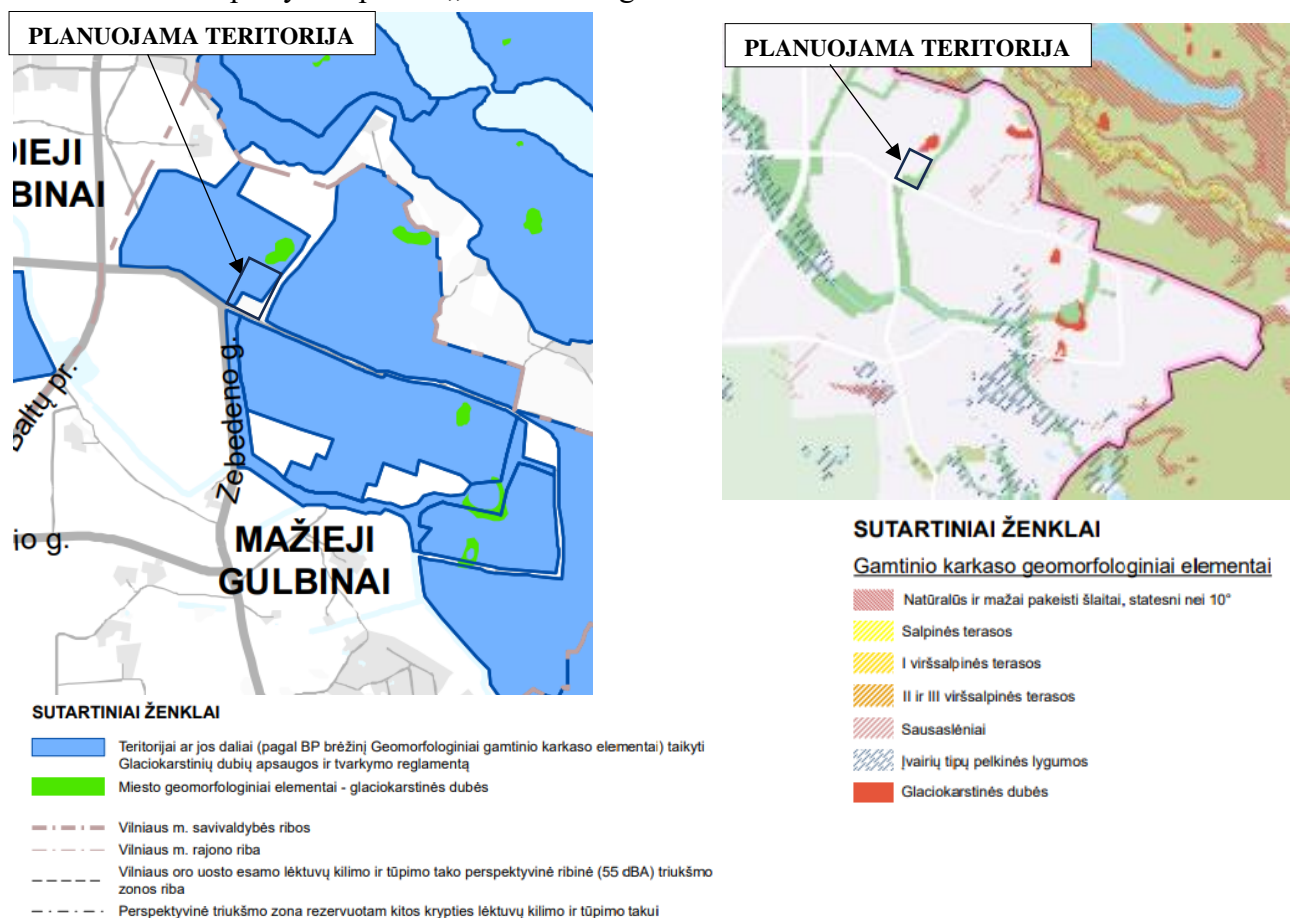 PLANUOJAMA TERITORIJA
PLANUOJAMA TERITORIJA
DIEJI
BINAI
Baltų pr.
Žebedeno g.
io g.
MAŽIEJI
GULBINAI
SUTARTINIAI ŽENKLAI
Teritorijai ar jos daliai (pagal BP brėžinį Geomorfologiniai gamtinio karkaso elementai) taikyti
Glaciokarstinių dubių apsaugos ir tvarkymo reglamentą
Miesto geomorfologiniai elementai - glaciokarstinės dubės
Vilniaus m. savivaldybės ribos
Vilniaus m. rajono riba
Vilniaus oro uosto esamo lėktuvų kilimo ir tūpimo tako perspektyvinė ribinė (55 dBA) triukšmo
zonos riba
Perspektyvinė triukšmo zona rezervuotam kitos krypties lėktuvų kilimo ir tūpimo takui
SUTARTINIAI ŽENKLAI
Gamtinio karkaso geomorfologiniai elementai
Natūralūs ir mažai pakeisti šlaitai, statesni nei 10°
Salpinės terasos
I viršsalpinės terasos
II ir III viršsalpinės terasos
Sausaslėniai
Įvairių tipų pelkinės lygumos
Glaciokarstinės dubės